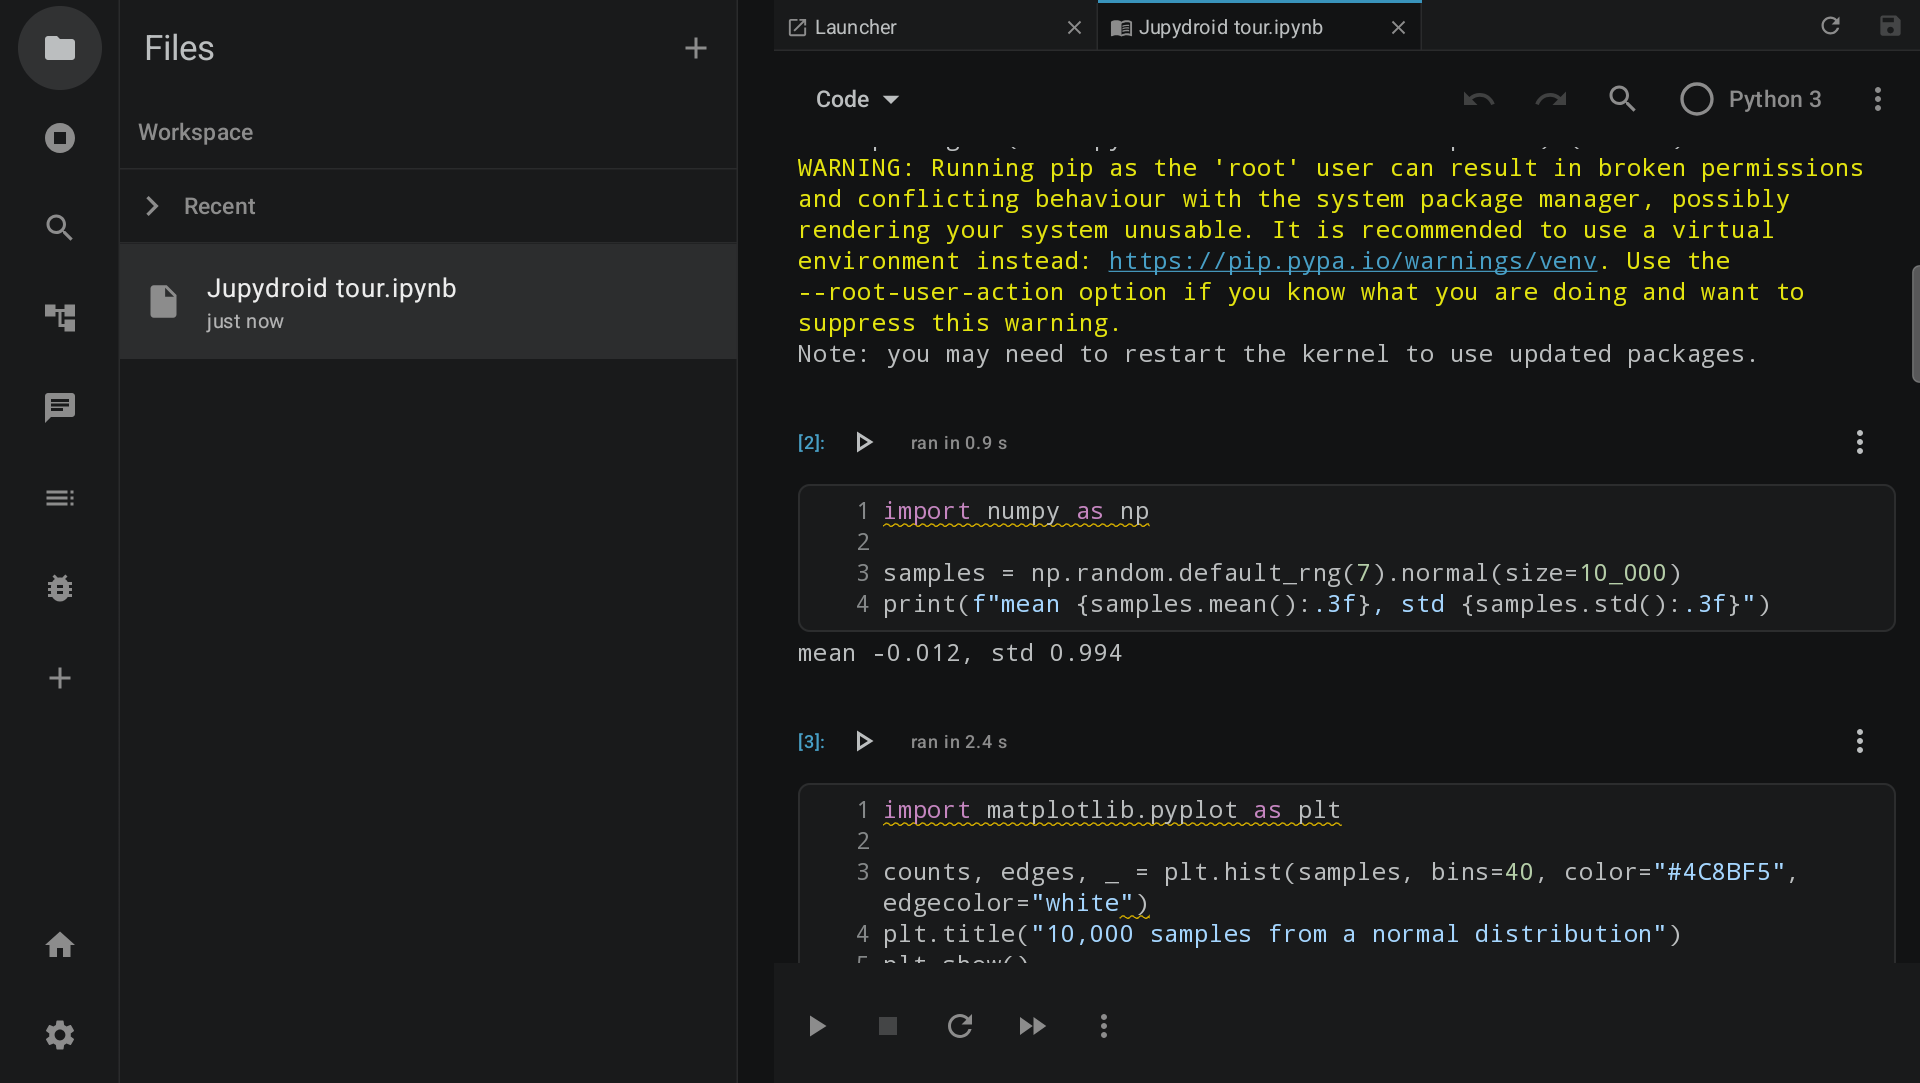 Files
Workspace
Recent
Jupydroid tour.ipynb
just now
Launcher
Jupydroid tour.ipynb
Code
Python 3
WARNING: Running pip as the 'root' user can result in broken permissions
and conflicting behaviour with the system package manager, possibly
rendering your system unusable. It is recommended to use a virtual
environment instead: https://pip.pypa.io/warnings/venv. Use the
--root-user-action option if you know what you are doing and want to
suppress this warning.
Note: you may need to restart the kernel to use updated packages.
[2]: ran in 0.9 s
1 import numpy as np
2
3 samples = np.random.default_rng(7).normal(size=10_000)
4 print(f"mean {samples.mean():.3f}, std {samples.std():.3f}")
mean -0.012, std 0.994
[3]: ran in 2.4 s
1 import matplotlib.pyplot as plt
2
3 counts, edges, _ = plt.hist(samples, bins=40, color="#4C8BF5",
edgecolor="white")
4 plt.title("10,000 samples from a normal distribution")
5 plt.show()